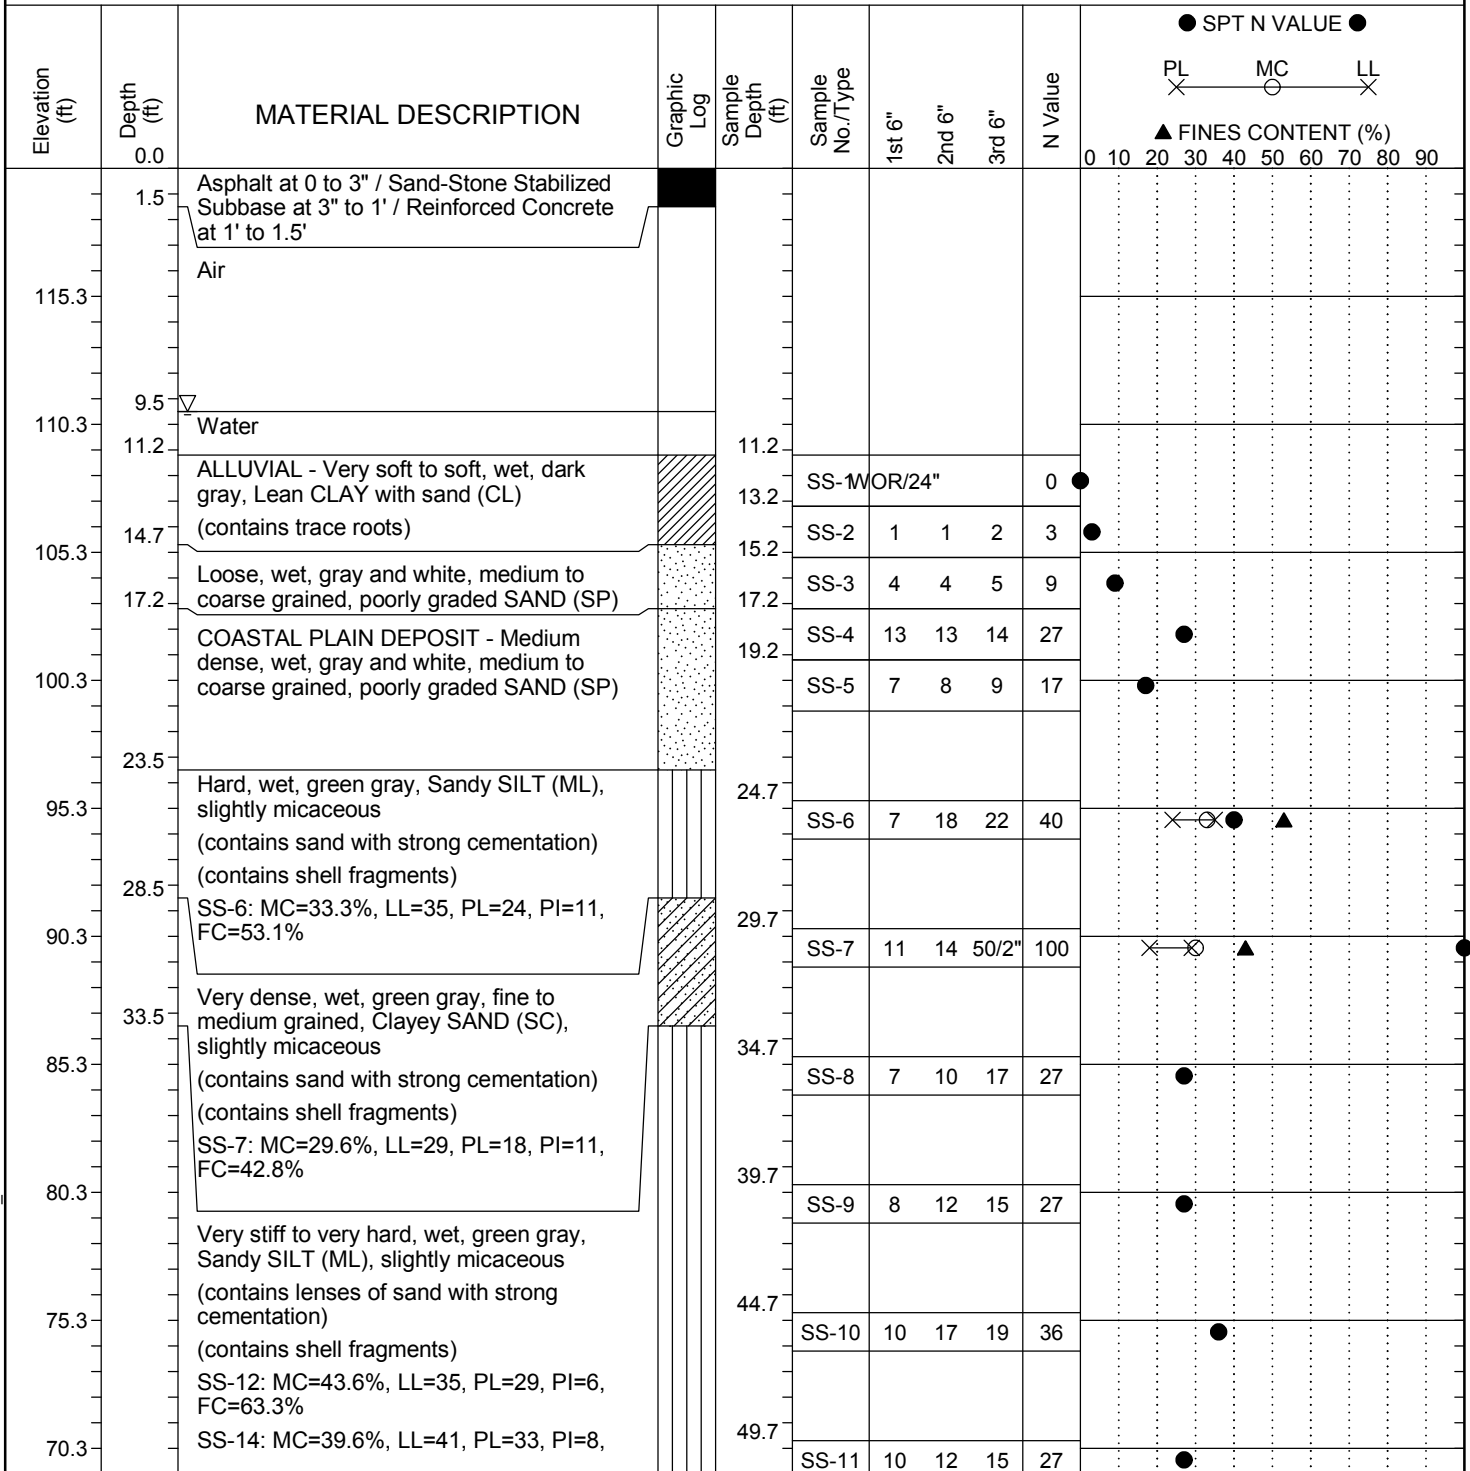 ● SPT N VALUE ●
PL MC LL
▲ FINES CONTENT (%)
Elevation (ft)
Depth (ft)
0.0
MATERIAL DESCRIPTION
Graphic Log
Sample Depth (ft)
Sample No./Type
1st 6"
2nd 6"
3rd 6"
N Value
0 10 20 30 40 50 60 70 80 90
1.5
Asphalt at 0 to 3" / Sand-Stone Stabilized
Subbase at 3" to 1' / Reinforced Concrete
at 1' to 1.5'
Air
115.3
9.5
110.3
Water
11.2
11.2
ALLUVIAL - Very soft to soft, wet, dark
gray, Lean CLAY with sand (CL)
(contains trace roots)
SS-1 WOR/24" 0
13.2
14.7
SS-2 1 1 2 3
105.3
15.2
Loose, wet, gray and white, medium to
coarse grained, poorly graded SAND (SP)
SS-3 4 4 5 9
17.2
17.2
COASTAL PLAIN DEPOSIT - Medium
dense, wet, gray and white, medium to
coarse grained, poorly graded SAND (SP)
SS-4 13 13 14 27
19.2
100.3
SS-5 7 8 9 17
23.5
Hard, wet, green gray, Sandy SILT (ML),
slightly micaceous
(contains sand with strong cementation)
(contains shell fragments)
24.7
95.3
SS-6 7 18 22 40
28.5
SS-6: MC=33.3%, LL=35, PL=24, PI=11,
FC=53.1%
29.7
90.3
SS-7 11 14 50/2" 100
Very dense, wet, green gray, fine to
medium grained, Clayey SAND (SC),
slightly micaceous
33.5
34.7
85.3
(contains sand with strong cementation)
SS-8 7 10 17 27
(contains shell fragments)
SS-7: MC=29.6%, LL=29, PL=18, PI=11,
FC=42.8%
39.7
80.3
SS-9 8 12 15 27
Very stiff to very hard, wet, green gray,
Sandy SILT (ML), slightly micaceous
(contains lenses of sand with strong
cementation)
44.7
75.3
SS-10 10 17 19 36
(contains shell fragments)
SS-12: MC=43.6%, LL=35, PL=29, PI=6,
FC=63.3%
SS-14: MC=39.6%, LL=41, PL=33, PI=8,
49.7
70.3
SS-11 10 12 15 27